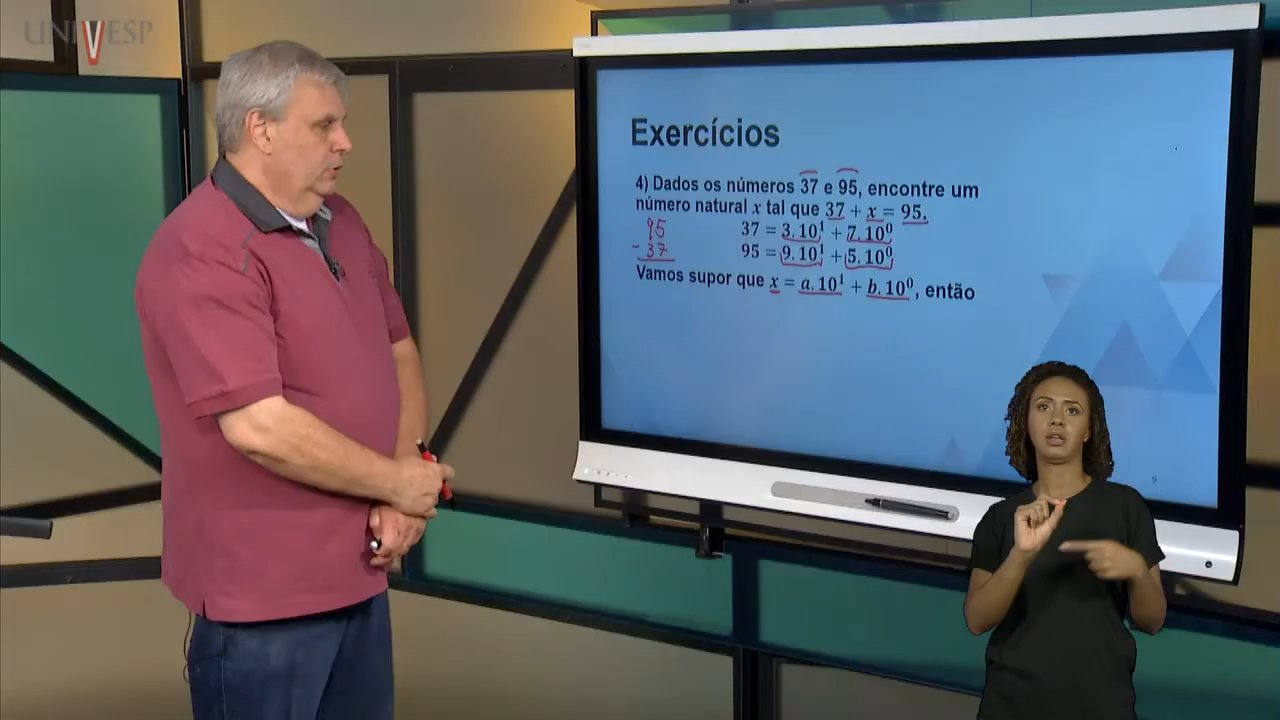 UNIVESP
Exercícios
4) Dados os números 37 e 95, encontre um
número natural x tal que 37 + x = 95.
95
- 37
37 = 3.10¹ + 7.10⁰
95 = 9.10¹ + 5.10⁰
Vamos supor que x = a.10¹ + b.10⁰, então
9